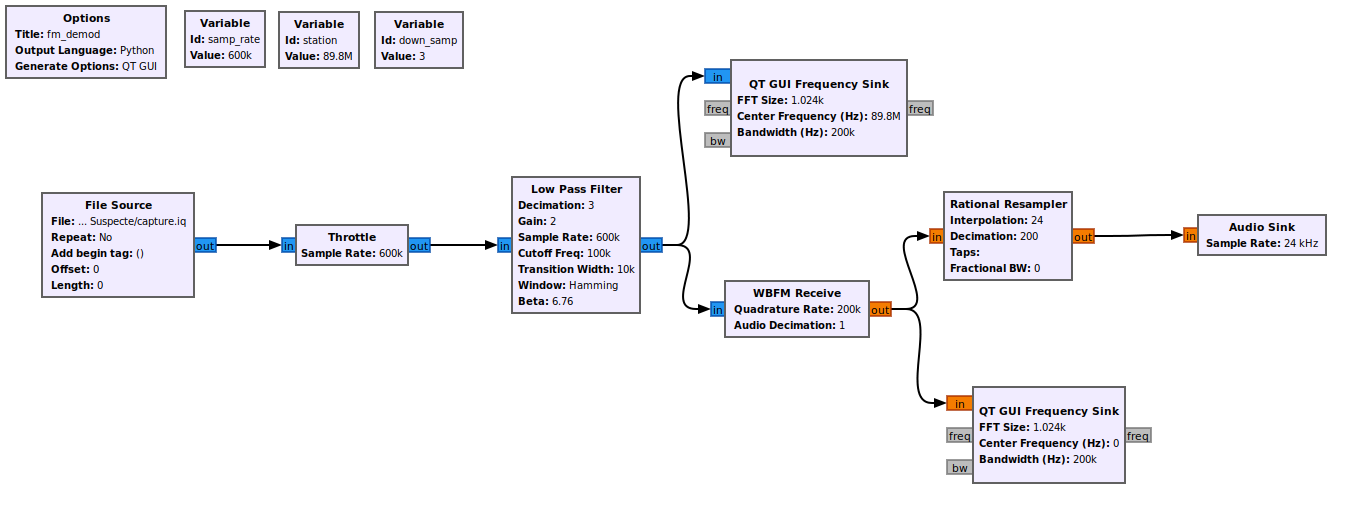 Options
Title: fm_demod
Output Language: Python
Generate Options: QT GUI
Variable
Id: samp_rate
Value: 600k
Variable
Id: station
Value: 89.8M
Variable
Id: down_samp
Value: 3
File Source
File: ... Suspecte/capture.iq
Repeat: No
Add begin tag: ()
Offset: 0
Length: 0
out
in
Throttle
Sample Rate: 600k
out
in
Low Pass Filter
Decimation: 3
Gain: 2
Sample Rate: 600k
Cutoff Freq: 100k
Transition Width: 10k
Window: Hamming
Beta: 6.76
out
in
freq
bw
QT GUI Frequency Sink
FFT Size: 1.024k
Center Frequency (Hz): 89.8M
Bandwidth (Hz): 200k
freq
in
WBFM Receive
Quadrature Rate: 200k
Audio Decimation: 1
out
in
Rational Resampler
Interpolation: 24
Decimation: 200
Taps:
Fractional BW: 0
out
in
Audio Sink
Sample Rate: 24 kHz
in
freq
bw
QT GUI Frequency Sink
FFT Size: 1.024k
Center Frequency (Hz): 0
Bandwidth (Hz): 200k
freq